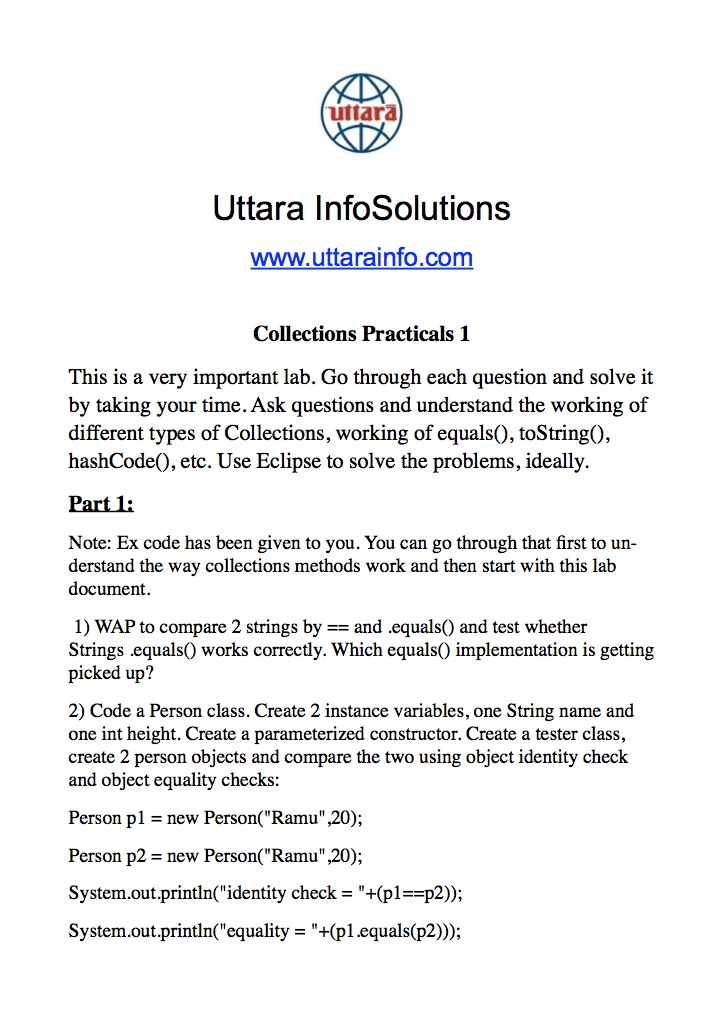 uttarā
Uttara InfoSolutions
www.uttarainfo.com
Collections Practicals 1
This is a very important lab. Go through each question and solve it
by taking your time. Ask questions and understand the working of
different types of Collections, working of equals(), toString(),
hashCode(), etc. Use Eclipse to solve the problems, ideally.
Part 1:
Note: Ex code has been given to you. You can go through that first to un-
derstand the way collections methods work and then start with this lab
document.
1) WAP to compare 2 strings by == and .equals() and test whether
Strings .equals() works correctly. Which equals() implementation is getting
picked up?
2) Code a Person class. Create 2 instance variables, one String name and
one int height. Create a parameterized constructor. Create a tester class,
create 2 person objects and compare the two using object identity check
and object equality checks:
Person p1 = new Person("Ramu",20);
Person p2 = new Person("Ramu",20);
System.out.println("identity check = "+(p1==p2));
System.out.println("equality = "+(p1.equals(p2)));